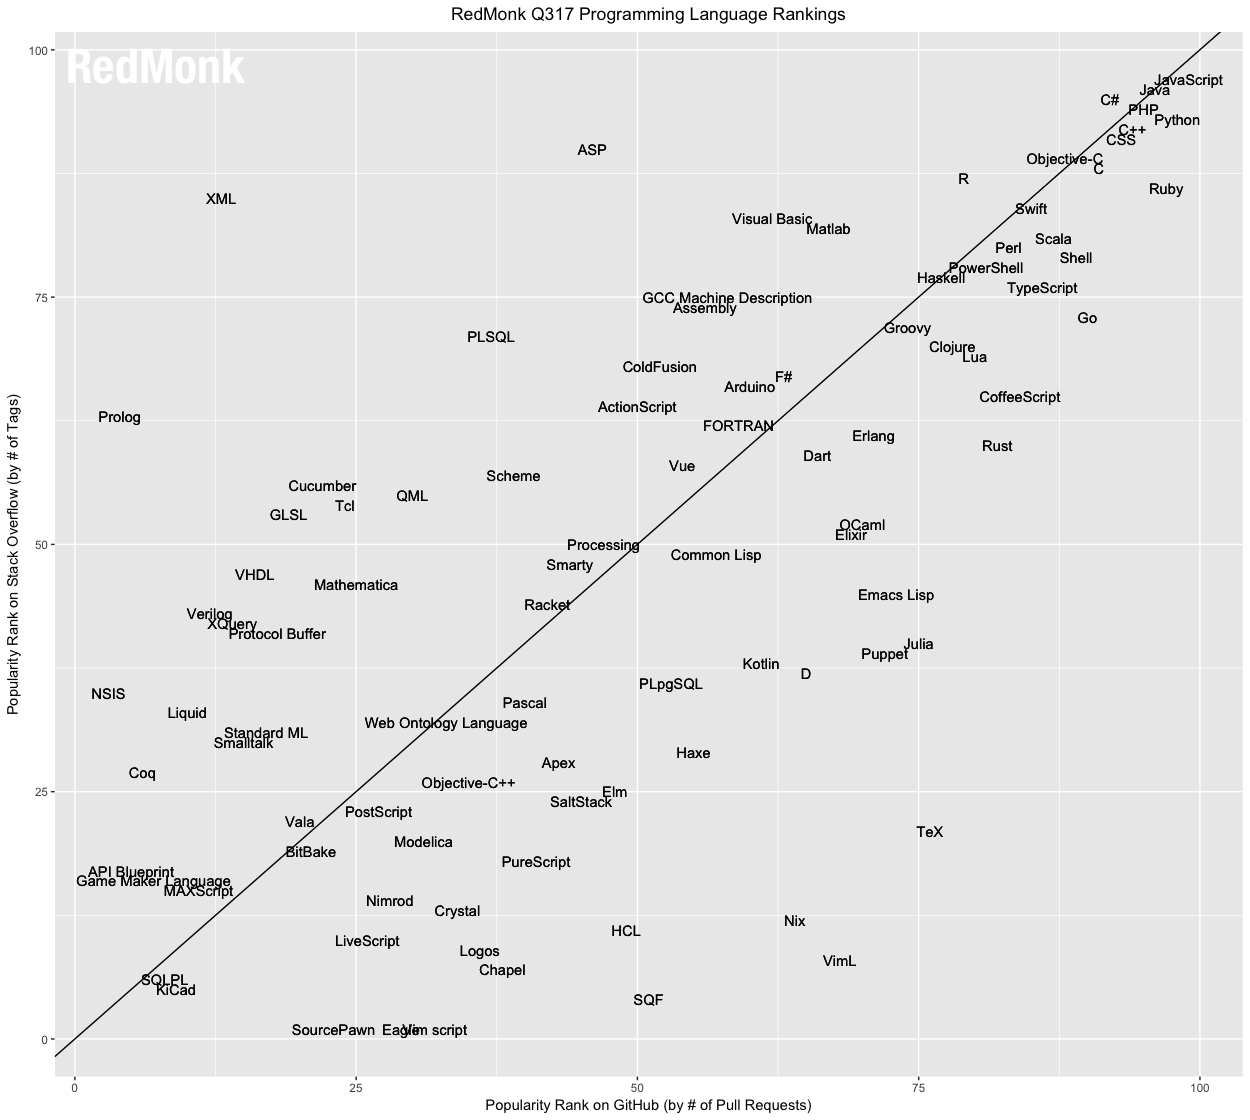 RedMonk Q317 Programming Language Rankings
RedMonk
100
75
50
25
0
Popularity Rank on Stack Overflow (by # of Tags)
JavaScript
Java
C#
PHP
Python
C++
CSS
ASP
Objective-C
C
R
Ruby
XML
Swift
Visual Basic
Matlab
Scala
Perl
Shell
PowerShell
Haskell
TypeScript
GCC Machine Description
Assembly
Go
Groovy
PLSQL
Clojure
Lua
ColdFusion
F#
Arduino
CoffeeScript
ActionScript
Prolog
FORTRAN
Erlang
Rust
Dart
Vue
Scheme
Cucumber
QML
Tcl
GLSL
OCaml
Elixir
Processing
Common Lisp
Smarty
VHDL
Mathematica
Emacs Lisp
Racket
Verilog
XQuery
Protocol Buffer
Julia
Puppet
Kotlin
D
PLpgSQL
NSIS
Pascal
Liquid
Web Ontology Language
Standard ML
Smalltalk
Haxe
Apex
Coq
Objective-C++
Elm
SaltStack
PostScript
Vala
TeX
Modelica
BitBake
PureScript
API Blueprint
Game Maker Language
MAXScript
Nimrod
Crystal
Nix
HCL
LiveScript
Logos
VimL
Chapel
SQLPL
KiCad
SQF
SourcePawn
Eagle
Vim script
0
25
50
75
100
Popularity Rank on GitHub (by # of Pull Requests)